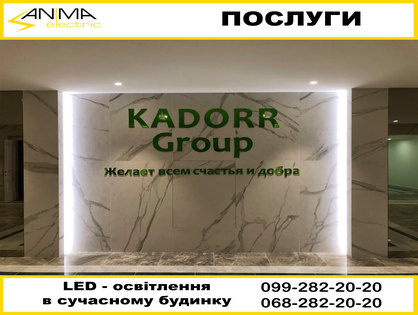 ANMA
electric
ПОСЛУГИ
KADORR
Group
Желает всем счастья и добра
LED - освітлення
в сучасному будинку
099-282-20-20
068-282-20-20